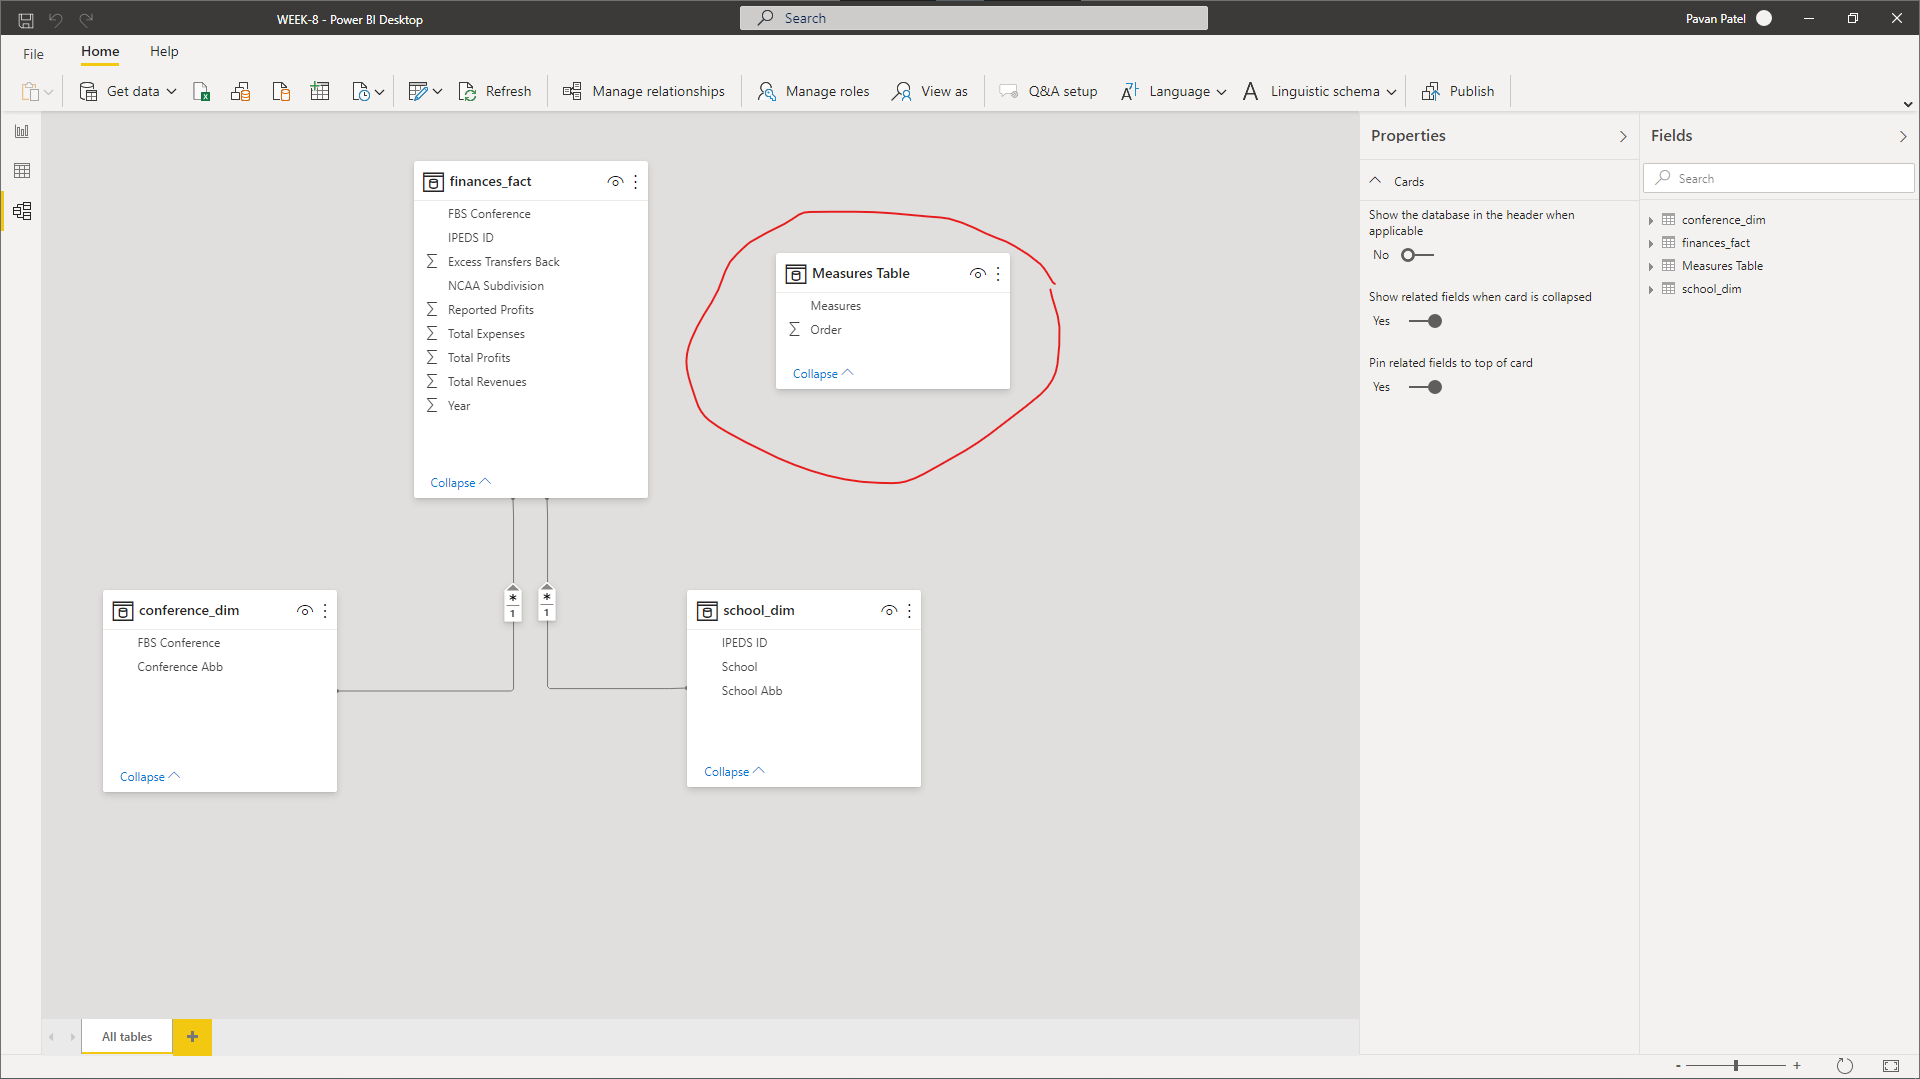 WEEK-8 - Power BI Desktop
Search
Pavan Patel
File
Home
Help
Get data
Refresh
Manage relationships
Manage roles
View as
Q&A setup
Language
Linguistic schema
Publish
finances_fact
FBS Conference
IPEDS ID
Excess Transfers Back
NCAA Subdivision
Reported Profits
Total Expenses
Total Profits
Total Revenues
Year
Collapse
Measures Table
Measures
Order
Collapse
*
1
*
1
conference_dim
FBS Conference
Conference Abb
Collapse
school_dim
IPEDS ID
School
School Abb
Collapse
Properties
Cards
Show the database in the header when
applicable
No
Show related fields when card is collapsed
Yes
Pin related fields to top of card
Yes
Fields
Search
conference_dim
finances_fact
Measures Table
school_dim
All tables